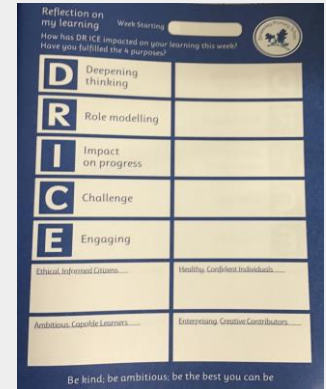 Reflection on
my learning
Week Starting
How has DR ICE impacted on your learning this week?
Have you fulfilled the 4 purposes?
D Deepening
thinking
R Role modelling
I Impact
on progress
C Challenge
E Engaging
Ethical, Informed Citizens......
Healthy, Confident Individuals......
Ambitious, Capable Learners......
Enterprising, Creative Contributors......
Be kind; be ambitious; be the best you can be